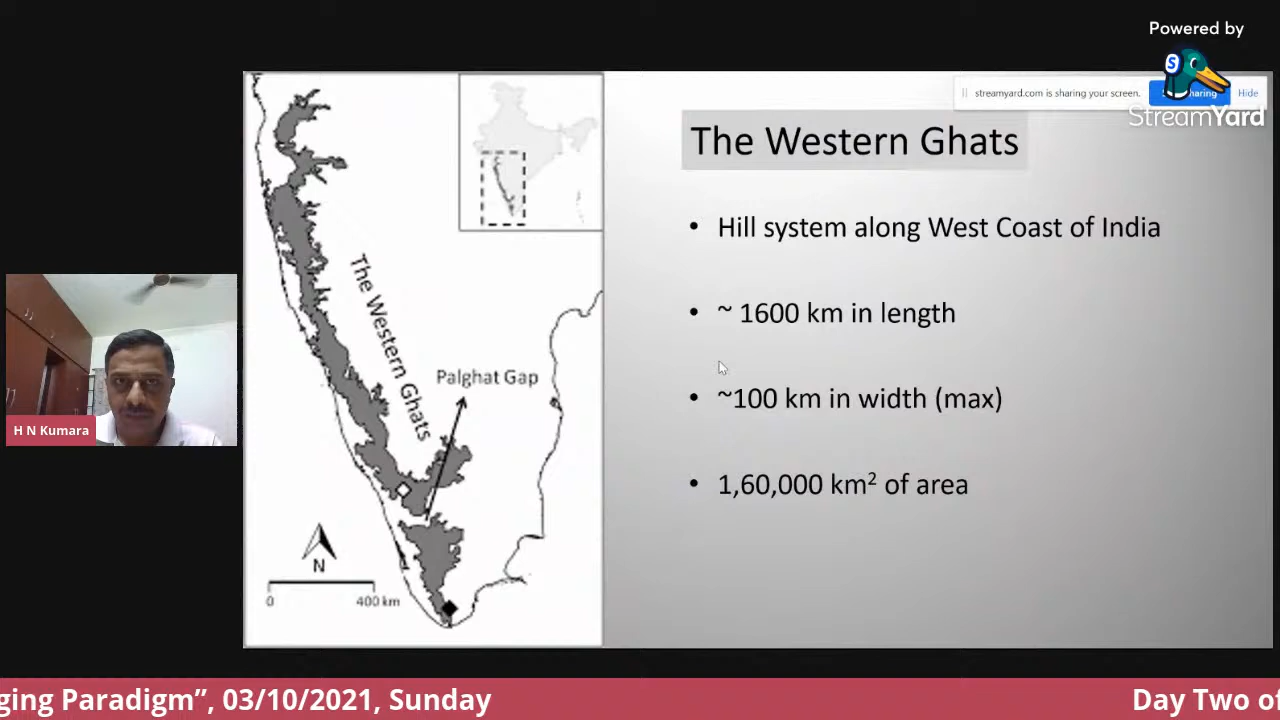 Powered by
StreamYard
streamyard.com is sharing your screen.
Hide
The Western Ghats
• Hill system along West Coast of India
• ~ 1600 km in length
• ~100 km in width (max)
• 1,60,000 km² of area
The Western Ghats
Palghat Gap
N
0
400 km
H N Kumara
ging Paradigm”, 03/10/2021, Sunday
Day Two of